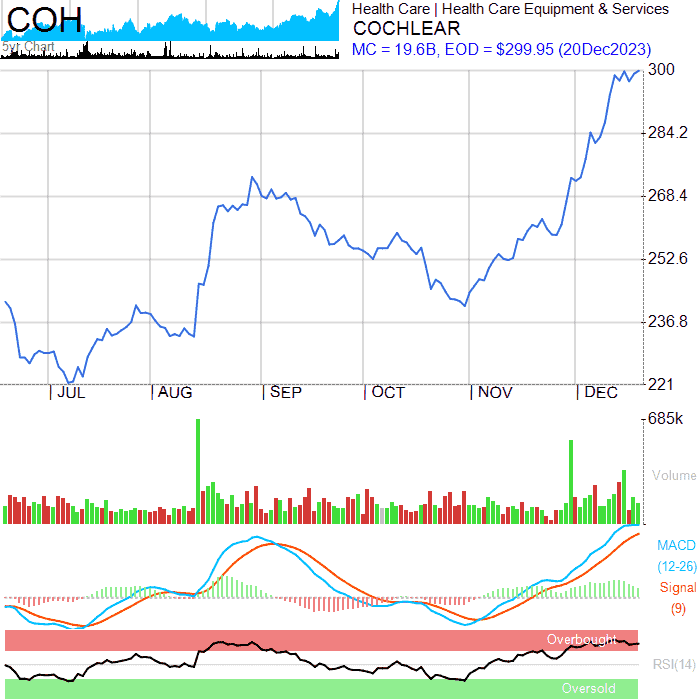 COH
5yr Chart
Health Care | Health Care Equipment & Services
COCHLEAR
MC = 19.6B, EOD = $299.95 (20Dec2023)
300
284.2
268.4
252.6
236.8
221
JUL AUG SEP OCT NOV DEC
685k
Volume
MACD
(12-26)
Signal
(9)
Overbought
RSI(14)
Oversold